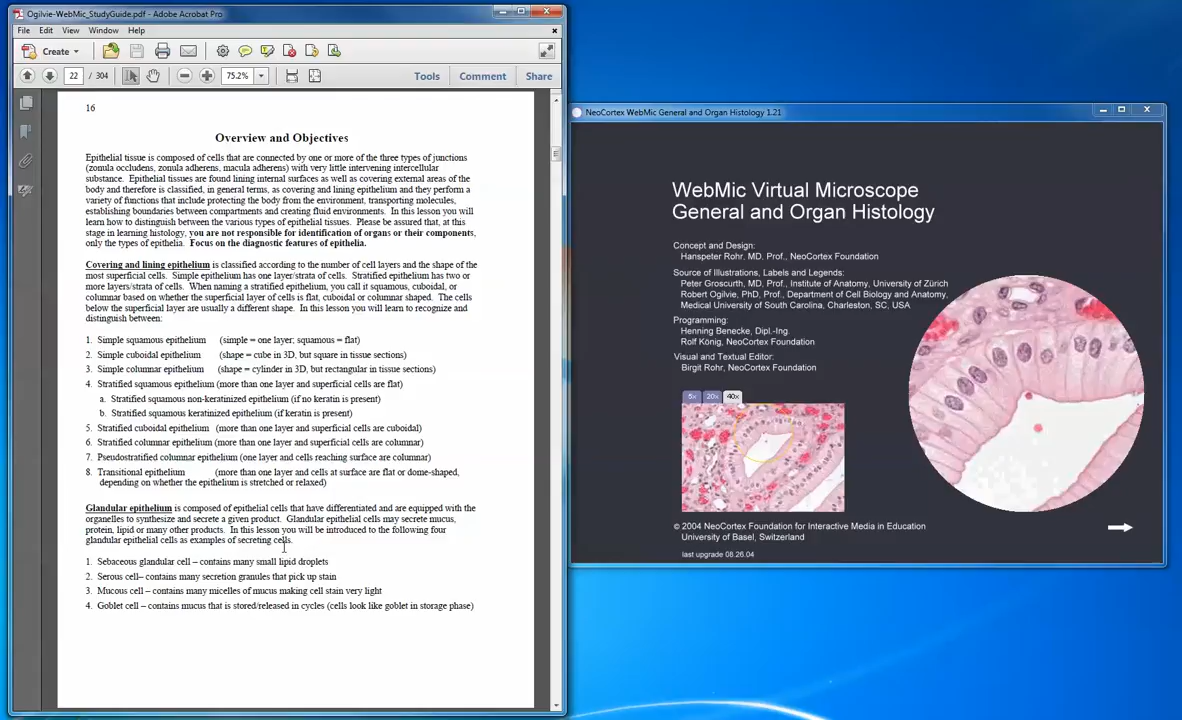 Ogilvie-WebMic_StudyGuide.pdf - Adobe Acrobat Pro
File Edit View Window Help
Create
22 / 304 75.2% Tools Comment Share
16
Overview and Objectives
Epithelial tissue is composed of cells that are connected by one or more of the three types of junctions
(zonula occludens, zonula adherens, macula adherens) with very little intervening intercellular
substance. Epithelial tissues are found lining internal surfaces as well as covering external areas of the
body and therefore is classified, in general terms, as covering and lining epithelium and they perform a
variety of functions that include protecting the body from the environment, transporting molecules,
establishing boundaries between compartments and creating fluid environments. In this lesson you will
learn how to distinguish between the various types of epithelial tissues. Please be assured that, at this
stage in learning histology, you are not responsible for identification of organs or their components,
only the types of epithelia. Focus on the diagnostic features of epithelia.
Covering and lining epithelium is classified according to the number of cell layers and the shape of the
most superficial cells. Simple epithelium has one layer/strata of cells. Stratified epithelium has two or
more layers/strata of cells. When naming a stratified epithelium, you call it squamous, cuboidal, or
columnar based on whether the superficial layer of cells is flat, cuboidal or columnar shaped. The cells
below the superficial layer are usually a different shape. In this lesson you will learn to recognize and
distinguish between:
1. Simple squamous epithelium (simple = one layer; squamous = flat)
2. Simple cuboidal epithelium (shape = cube in 3D, but square in tissue sections)
3. Simple columnar epithelium (shape = cylinder in 3D, but rectangular in tissue sections)
4. Stratified squamous epithelium (more than one layer and superficial cells are flat)
a. Stratified squamous non-keratinized epithelium (if no keratin is present)
b. Stratified squamous keratinized epithelium (if keratin is present)
5. Stratified cuboidal epithelium (more than one layer and superficial cells are cuboidal)
6. Stratified columnar epithelium (more than one layer and superficial cells are columnar)
7. Pseudostratified columnar epithelium (one layer and cells reaching surface are columnar)
8. Transitional epithelium (more than one layer and cells at surface are flat or dome-shaped,
depending on whether the epithelium is stretched or relaxed)
Glandular epithelium is composed of epithelial cells that have differentiated and are equipped with the
organelles to synthesize and secrete a given product. Glandular epithelial cells may secrete mucus,
protein, lipid or many other products. In this lesson you will be introduced to the following four
glandular epithelial cells as examples of secreting cells.
1. Sebaceous glandular cell – contains many small lipid droplets
2. Serous cell– contains many secretion granules that pick up stain
3. Mucous cell – contains many micelles of mucus making cell stain very light
4. Goblet cell – contains mucus that is stored/released in cycles (cells look like goblet in storage phase)
NeoCortex WebMic General and Organ Histology 1.21
WebMic Virtual Microscope
General and Organ Histology
Concept and Design:
Hanspeter Rohr, MD. Prof., NeoCortex Foundation
Source of Illustrations, Labels and Legends:
Peter Groscurth, MD. Prof., Institute of Anatomy, University of Zürich
Robert Ogilvie, PhD, Prof., Department of Cell Biology and Anatomy,
Medical University of South Carolina, Charleston, SC, USA
Programming:
Henning Benecke, Dipl.-Ing.
Rolf König, NeoCortex Foundation
Visual and Textual Editor:
Birgit Rohr, NeoCortex Foundation
5x 20x 40x
© 2004 NeoCortex Foundation for Interactive Media in Education
University of Basel, Switzerland
last upgrade 08.26.04